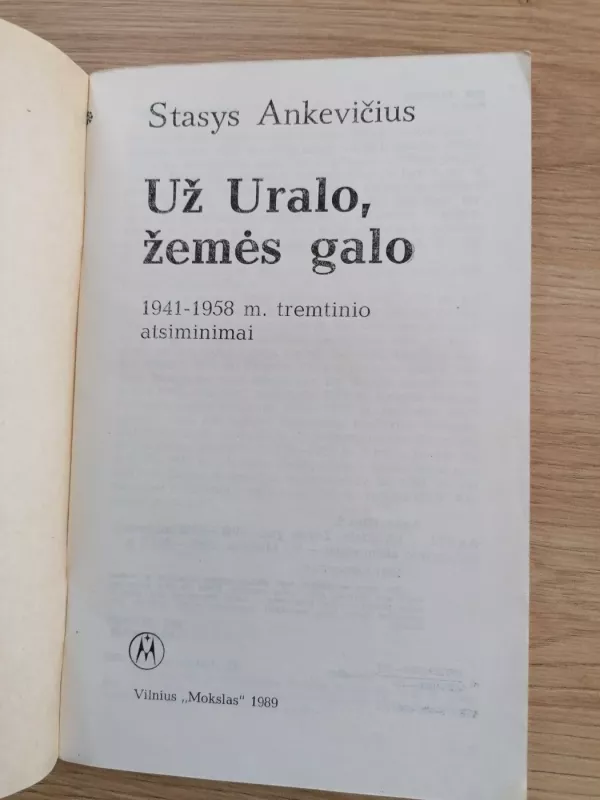 Stasys Ankevičius
Už Uralo,
žemės galo
1941-1958 m. tremtinio
atsiminimai
Vilnius „Mokslas“ 1989